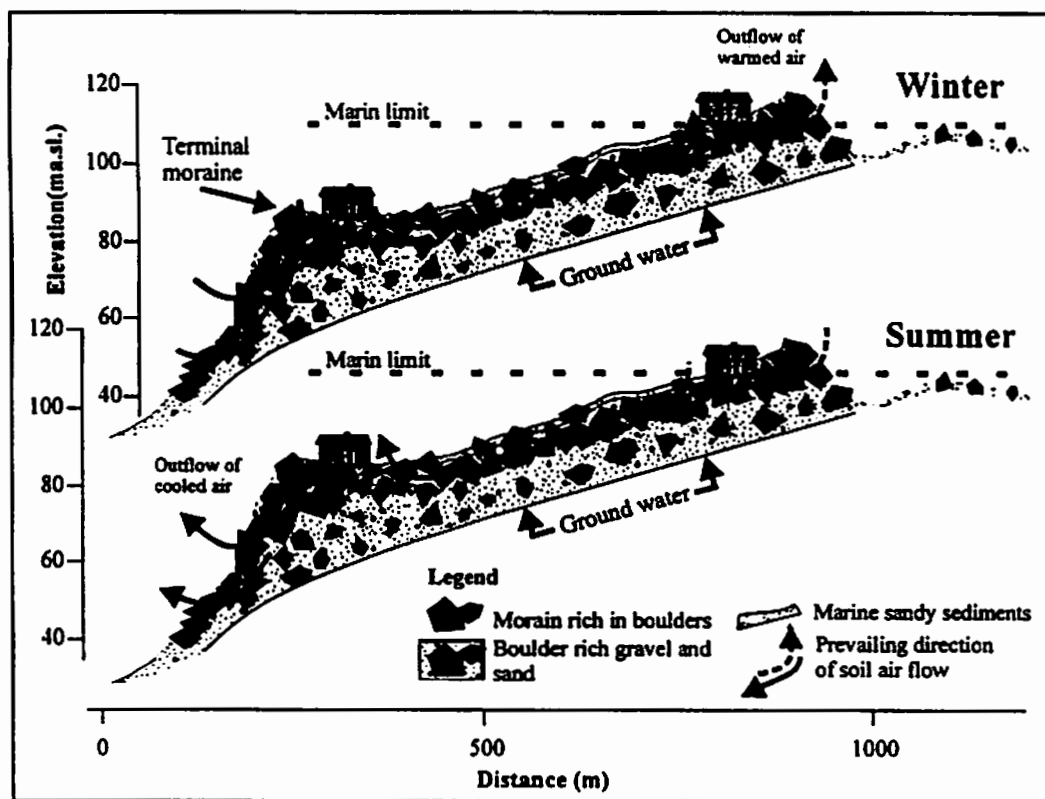 Outflow of
warmed air
Winter
120
Marin limit
100
Terminal
moraine
80
60
40
Elevation(ma.sl.)
Ground water
Summer
120
Marin limit
100
Outflow of
cooled air
80
60
40
Ground water
Legend
Morain rich in boulders
Boulder rich gravel and
sand
Marine sandy sediments
Prevailing direction
of soil air flow
0
500
1000
Distance (m)